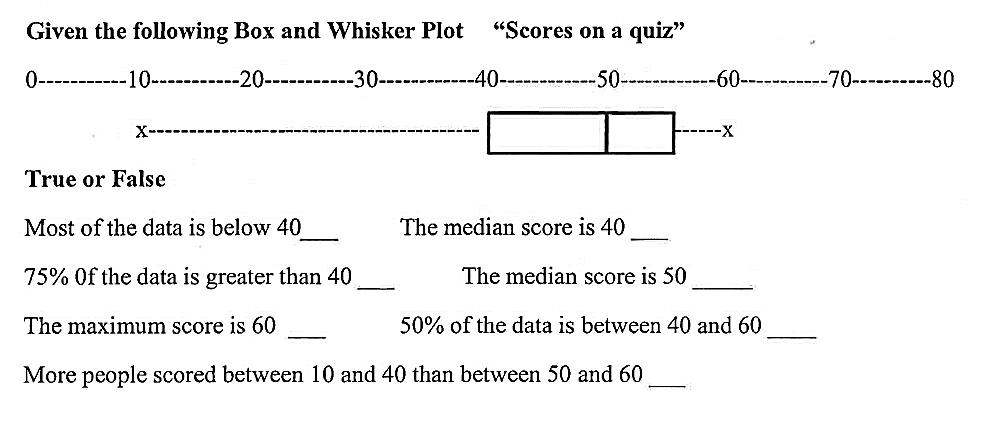 Given the following Box and Whisker Plot “Scores on a quiz”
0-----------10-----------20-----------30------------40------------50------------60-----------70----------80
x----------------------------------------- ------x
True or False
Most of the data is below 40___ The median score is 40 ___
75% 0f the data is greater than 40 ___ The median score is 50 _____
The maximum score is 60 ___ 50% of the data is between 40 and 60 ____
More people scored between 10 and 40 than between 50 and 60 ___